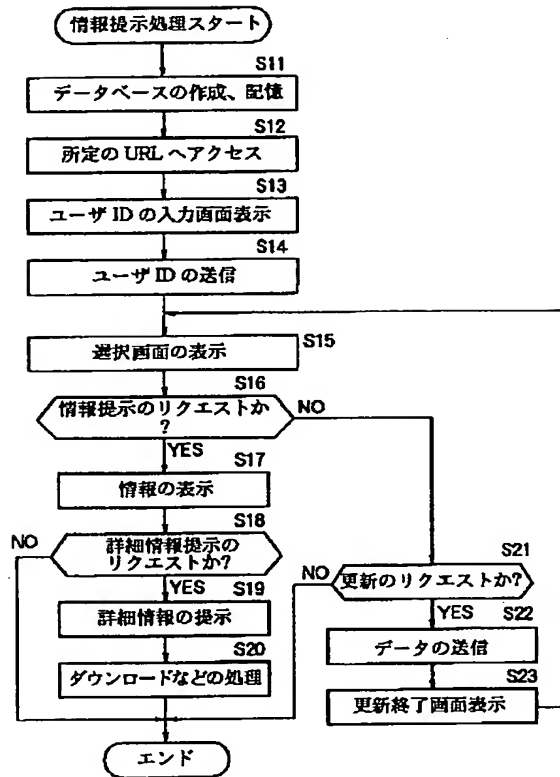 情報提示処理スタート
S11
データベースの作成、記憶
S12
所定の URL へアクセス
S13
ユーザ ID の入力画面表示
S14
ユーザ ID の送信
選択画面の表示
S15
S16
情報提示のリクエストか
?
NO
YES
S17
情報の表示
S18
NO
詳細情報提示の
リクエストか?
YES
S19
詳細情報の提示
S20
ダウンロードなどの処理
エンド
S21
NO
更新のリクエストか?
YES
S22
データの送信
S23
更新終了画面表示